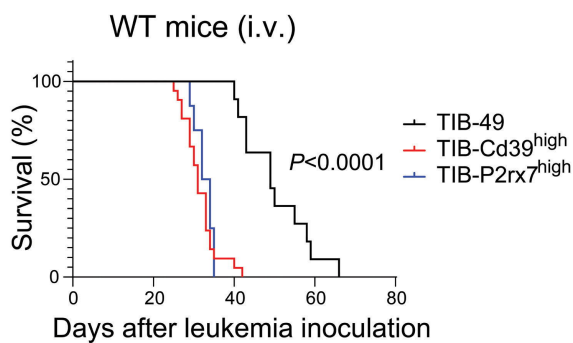 WT mice (i.v.)
Survival (%)
100
50
0
P<0.0001
TIB-49
TIB-Cd39high
TIB-P2rx7high
0 20 40 60 80
Days after leukemia inoculation